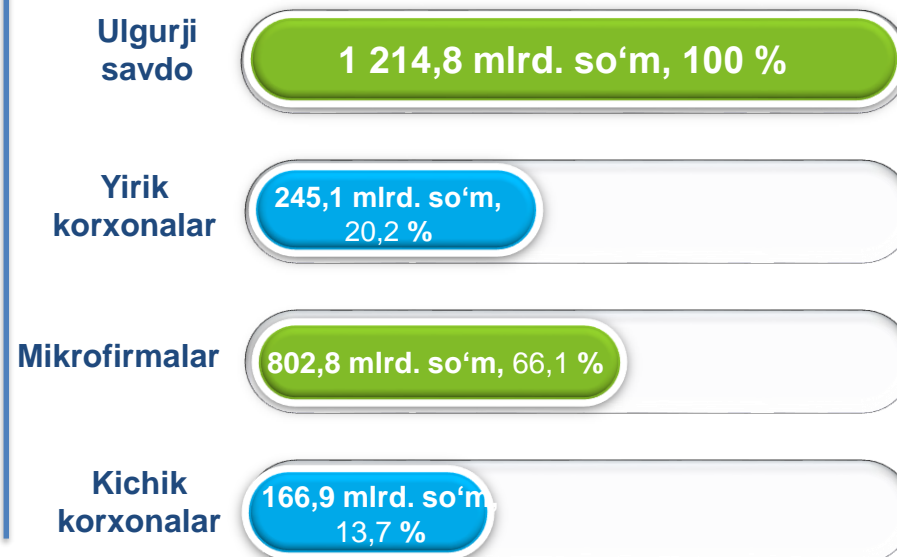 Ulgurji
savdo
1 214,8 mlrd. so‘m, 100 %
Yirik
korxonalar
245,1 mlrd. so‘m,
20,2 %
Mikrofirmalar
802,8 mlrd. so‘m, 66,1 %
Kichik
korxonalar
166,9 mlrd. so‘m,
13,7 %